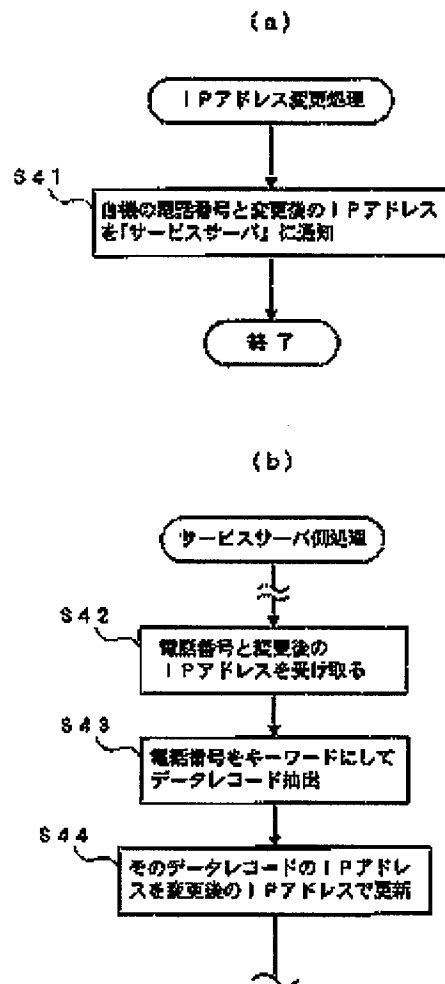 (a)
IPアドレス変更処理
S41
自機の電話番号と変更後のIPアドレス
を『サービスサーバ』に通知
終了
(b)
サービスサーバ側処理
S42
電話番号と変更後の
IPアドレスを受け取る
S43
電話番号をキーワードにして
データレコード抽出
S44
そのデータレコードのIPアドレ
スを変更後のIPアドレスで更新